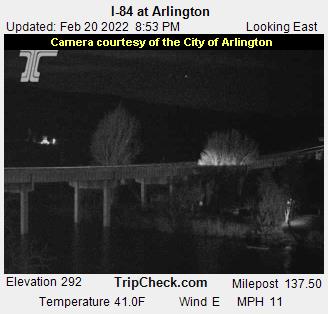 I-84 at Arlington
Updated: Feb 20 2022 8:53 PM Looking East
Camera courtesy of the City of Arlington
Elevation 292 TripCheck.com Milepost 137.50
Temperature 41.0F Wind E MPH 11